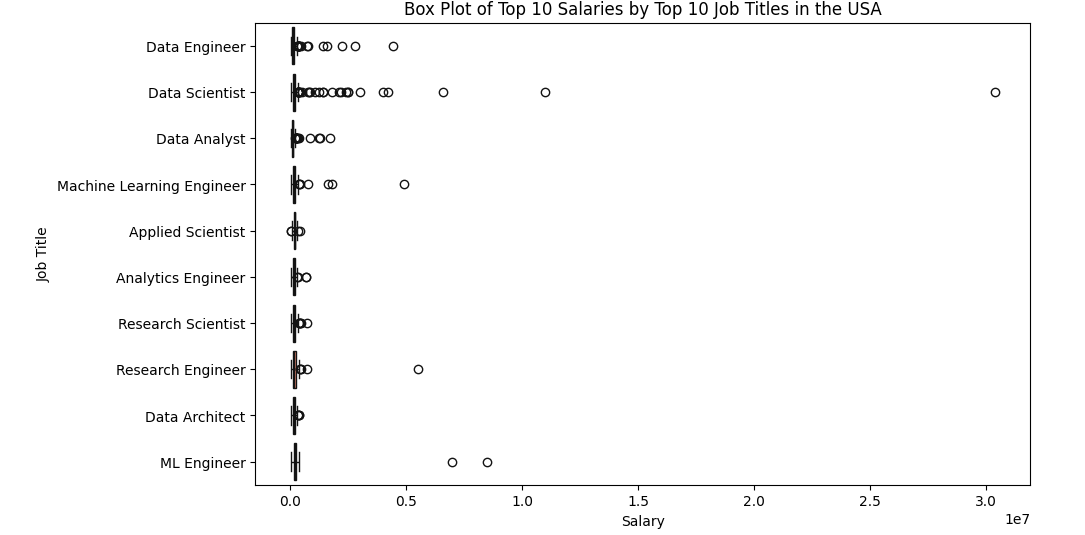 Box Plot of Top 10 Salaries by Top 10 Job Titles in the USA
Job Title
Data Engineer
Data Scientist
Data Analyst
Machine Learning Engineer
Applied Scientist
Analytics Engineer
Research Scientist
Research Engineer
Data Architect
ML Engineer
0.0 0.5 1.0 1.5 2.0 2.5 3.0
1e7
Salary